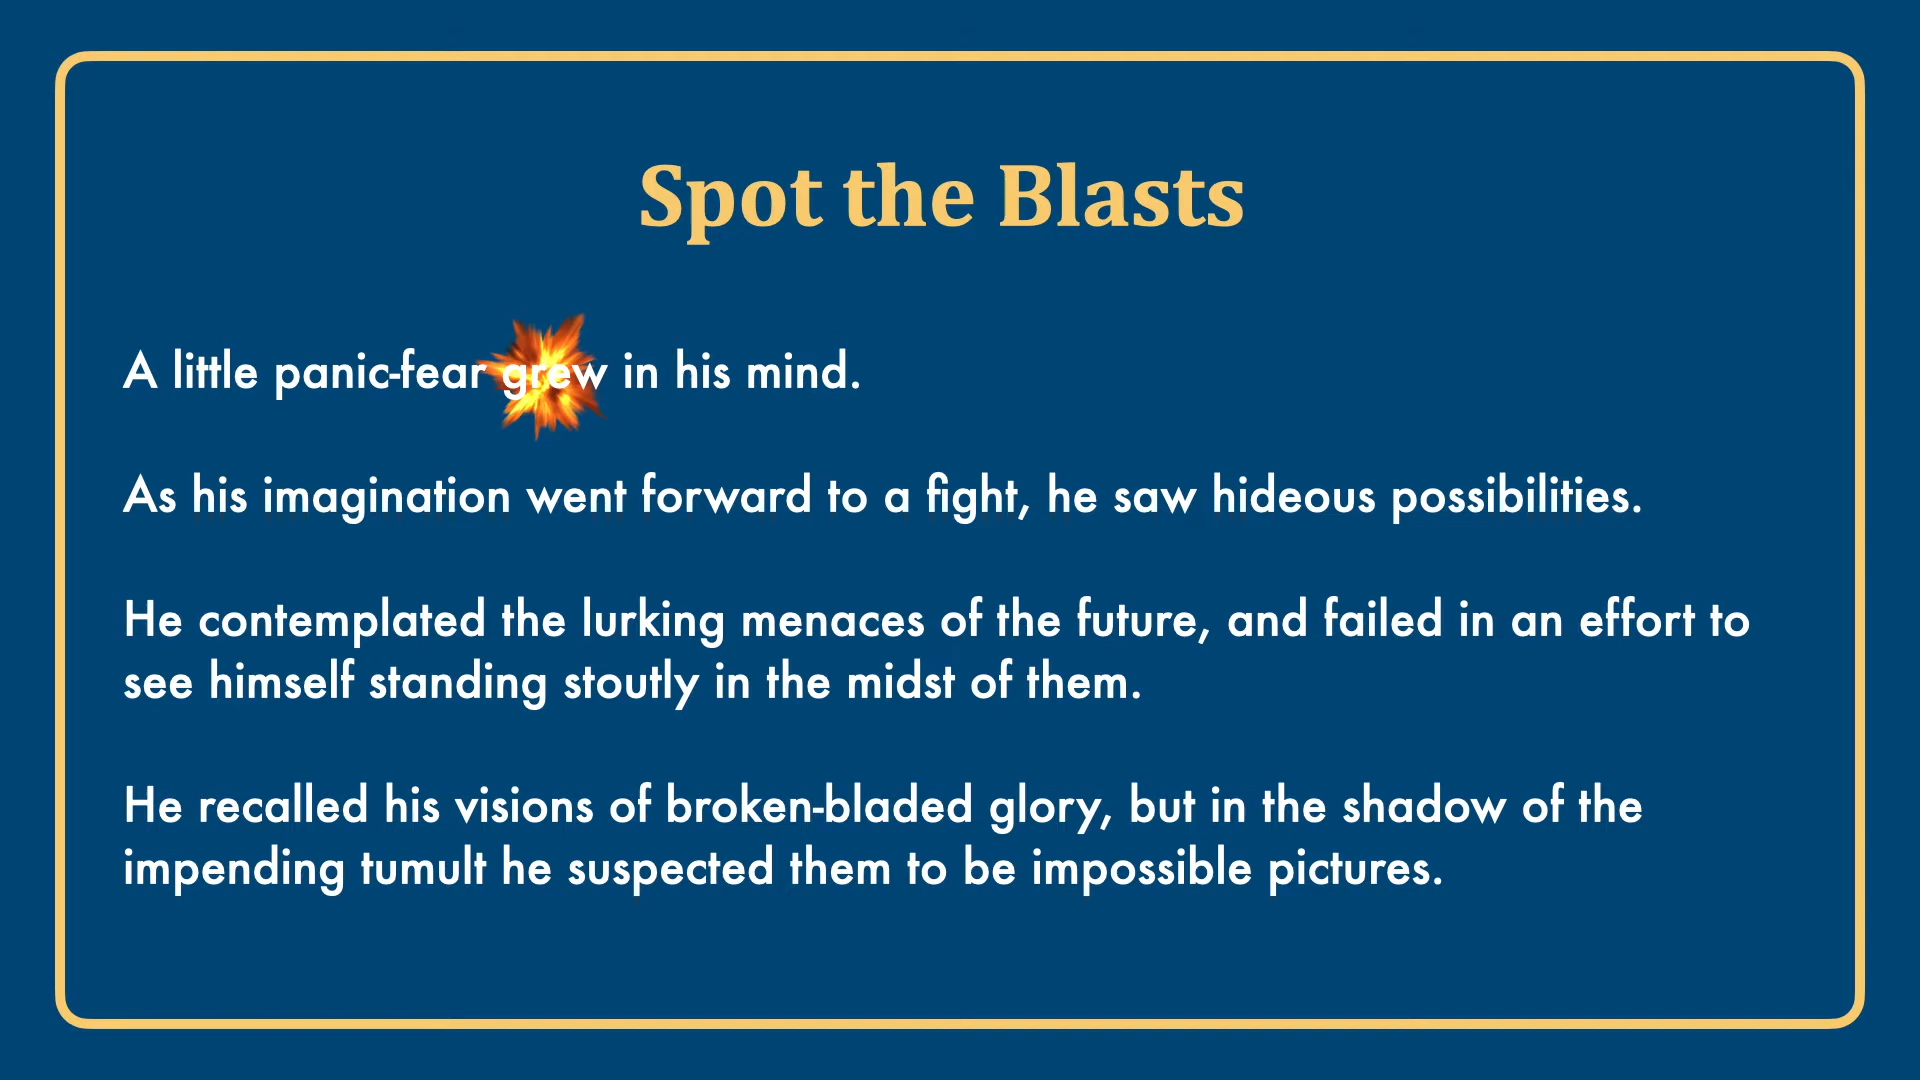 Spot the Blasts
A little panic-fear grew in his mind.
As his imagination went forward to a fight, he saw hideous possibilities.
He contemplated the lurking menaces of the future, and failed in an effort to
see himself standing stoutly in the midst of them.
He recalled his visions of broken-bladed glory, but in the shadow of the
impending tumult he suspected them to be impossible pictures.